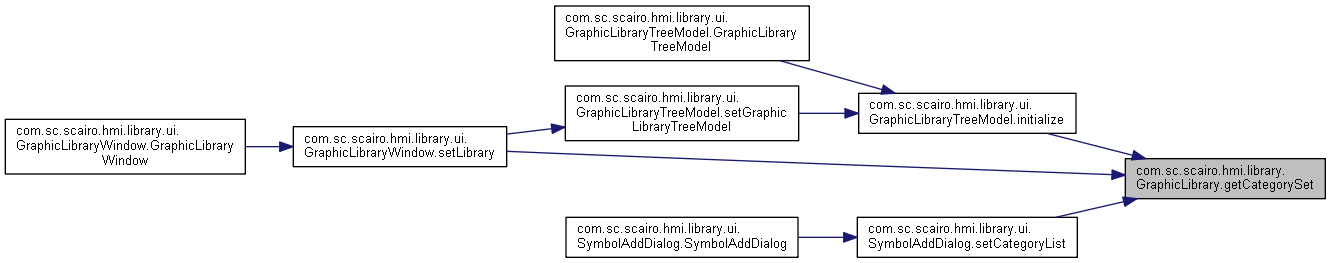 com.sc.scairo.hmi.library.ui.
GraphicLibraryTreeModel.GraphicLibrary
TreeModel
com.sc.scairo.hmi.library.ui.
GraphicLibraryTreeModel.setGraphic
LibraryTreeModel
com.sc.scairo.hmi.library.ui.
GraphicLibraryTreeModel.initialize
com.sc.scairo.hmi.library.ui.
GraphicLibraryWindow.GraphicLibrary
Window
com.sc.scairo.hmi.library.ui.
GraphicLibraryWindow.setLibrary
com.sc.scairo.hmi.library.
GraphicLibrary.getCategorySet
com.sc.scairo.hmi.library.ui.
SymbolAddDialog.SymbolAddDialog
com.sc.scairo.hmi.library.ui.
SymbolAddDialog.setCategoryList